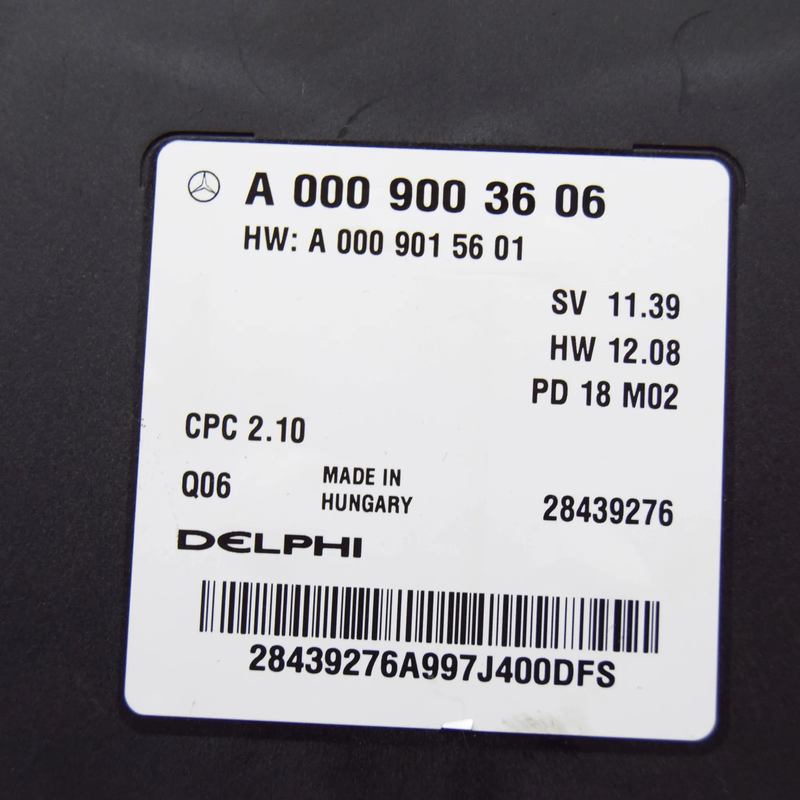 A 000 900 36 06
HW: A 000 901 56 01
SV 11.39
HW 12.08
PD 18 M02
CPC 2.10
Q06
MADE IN
HUNGARY
28439276
DELPHI
28439276A997J400DFS